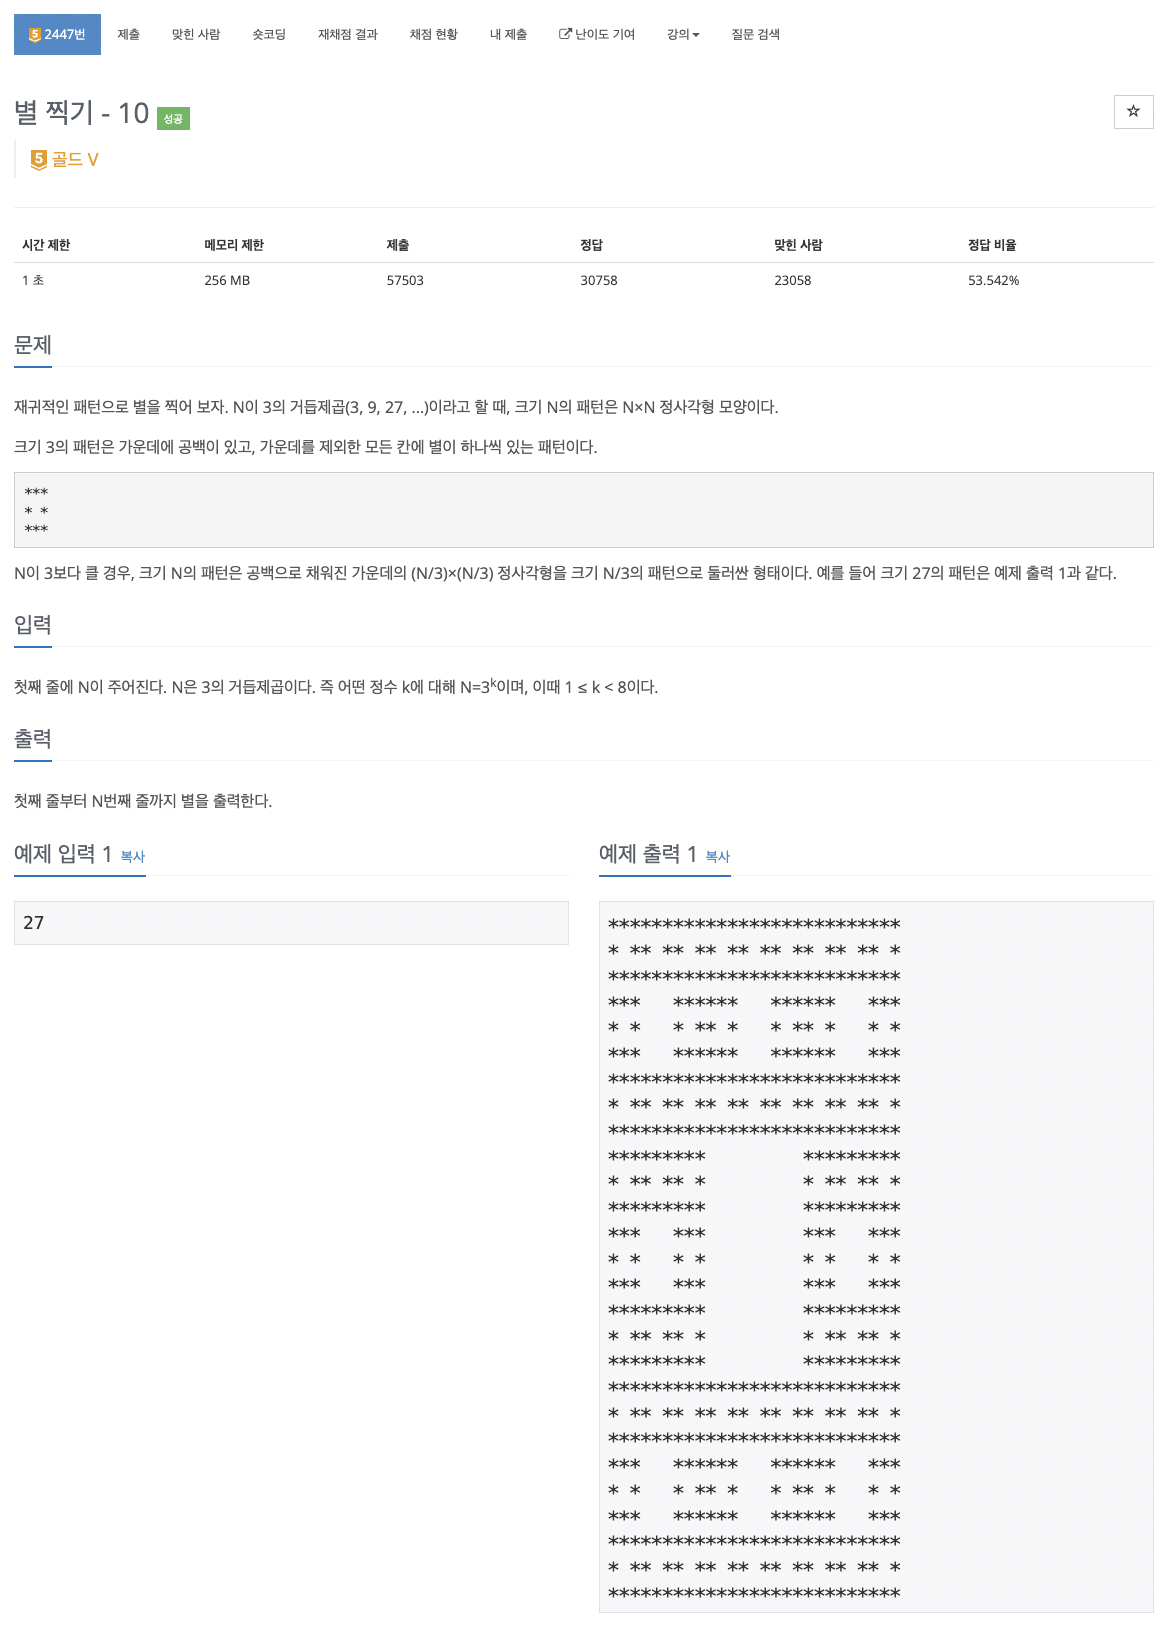 5 2447번 제출 맞힌 사람 숏코딩 재채점 결과 채점 현황 내 제출 난이도 기여 강의 질문 검색
별 찍기 - 10 성공 ☆
5 골드 V
시간 제한 메모리 제한 제출 정답 맞힌 사람 정답 비율
1 초 256 MB 57503 30758 23058 53.542%
문제
재귀적인 패턴으로 별을 찍어 보자. N이 3의 거듭제곱(3, 9, 27, ...)이라고 할 때, 크기 N의 패턴은 N×N 정사각형 모양이다.
크기 3의 패턴은 가운데에 공백이 있고, 가운데를 제외한 모든 칸에 별이 하나씩 있는 패턴이다.
***
* *
***
N이 3보다 클 경우, 크기 N의 패턴은 공백으로 채워진 가운데의 (N/3)×(N/3) 정사각형을 크기 N/3의 패턴으로 둘러싼 형태이다. 예를 들어 크기 27의 패턴은 예제 출력 1과 같다.
입력
첫째 줄에 N이 주어진다. N은 3의 거듭제곱이다. 즉 어떤 정수 k에 대해 N=3^k이며, 이때 1 ≤ k < 8이다.
출력
첫째 줄부터 N번째 줄까지 별을 출력한다.
예제 입력 1 복사
27
예제 출력 1 복사
***************************
* ** ** ** ** ** ** ** ** *
***************************
***   ******   ******   ***
* *   * ** *   * ** *   * *
***   ******   ******   ***
***************************
* ** ** ** ** ** ** ** ** *
***************************
*********         *********
* ** ** *         * ** ** *
*********         *********
***   ***         ***   ***
* *   * *         * *   * *
***   ***         ***   ***
*********         *********
* ** ** *         * ** ** *
*********         *********
***************************
* ** ** ** ** ** ** ** ** *
***************************
***   ******   ******   ***
* *   * ** *   * ** *   * *
***   ******   ******   ***
***************************
* ** ** ** ** ** ** ** ** *
***************************